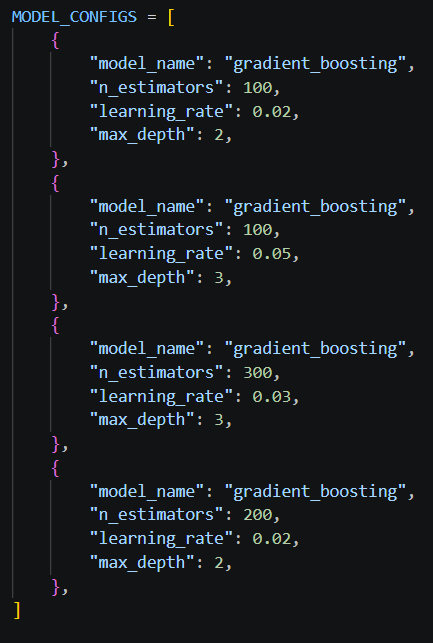 MODEL_CONFIGS = [
    {
        "model_name": "gradient_boosting",
        "n_estimators": 100,
        "learning_rate": 0.02,
        "max_depth": 2,
    },
    {
        "model_name": "gradient_boosting",
        "n_estimators": 100,
        "learning_rate": 0.05,
        "max_depth": 3,
    },
    {
        "model_name": "gradient_boosting",
        "n_estimators": 300,
        "learning_rate": 0.03,
        "max_depth": 3,
    },
    {
        "model_name": "gradient_boosting",
        "n_estimators": 200,
        "learning_rate": 0.02,
        "max_depth": 2,
    },
]